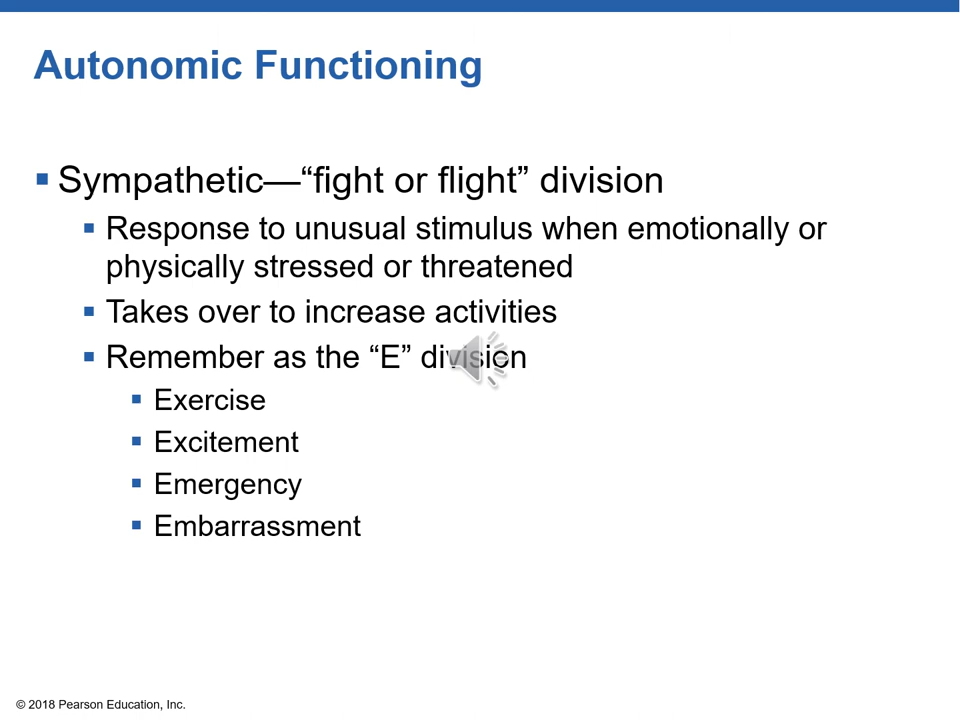 Autonomic Functioning
Sympathetic—“fight or flight” division
Response to unusual stimulus when emotionally or
physically stressed or threatened
Takes over to increase activities
Remember as the “E” division
Exercise
Excitement
Emergency
Embarrassment
© 2018 Pearson Education, Inc.